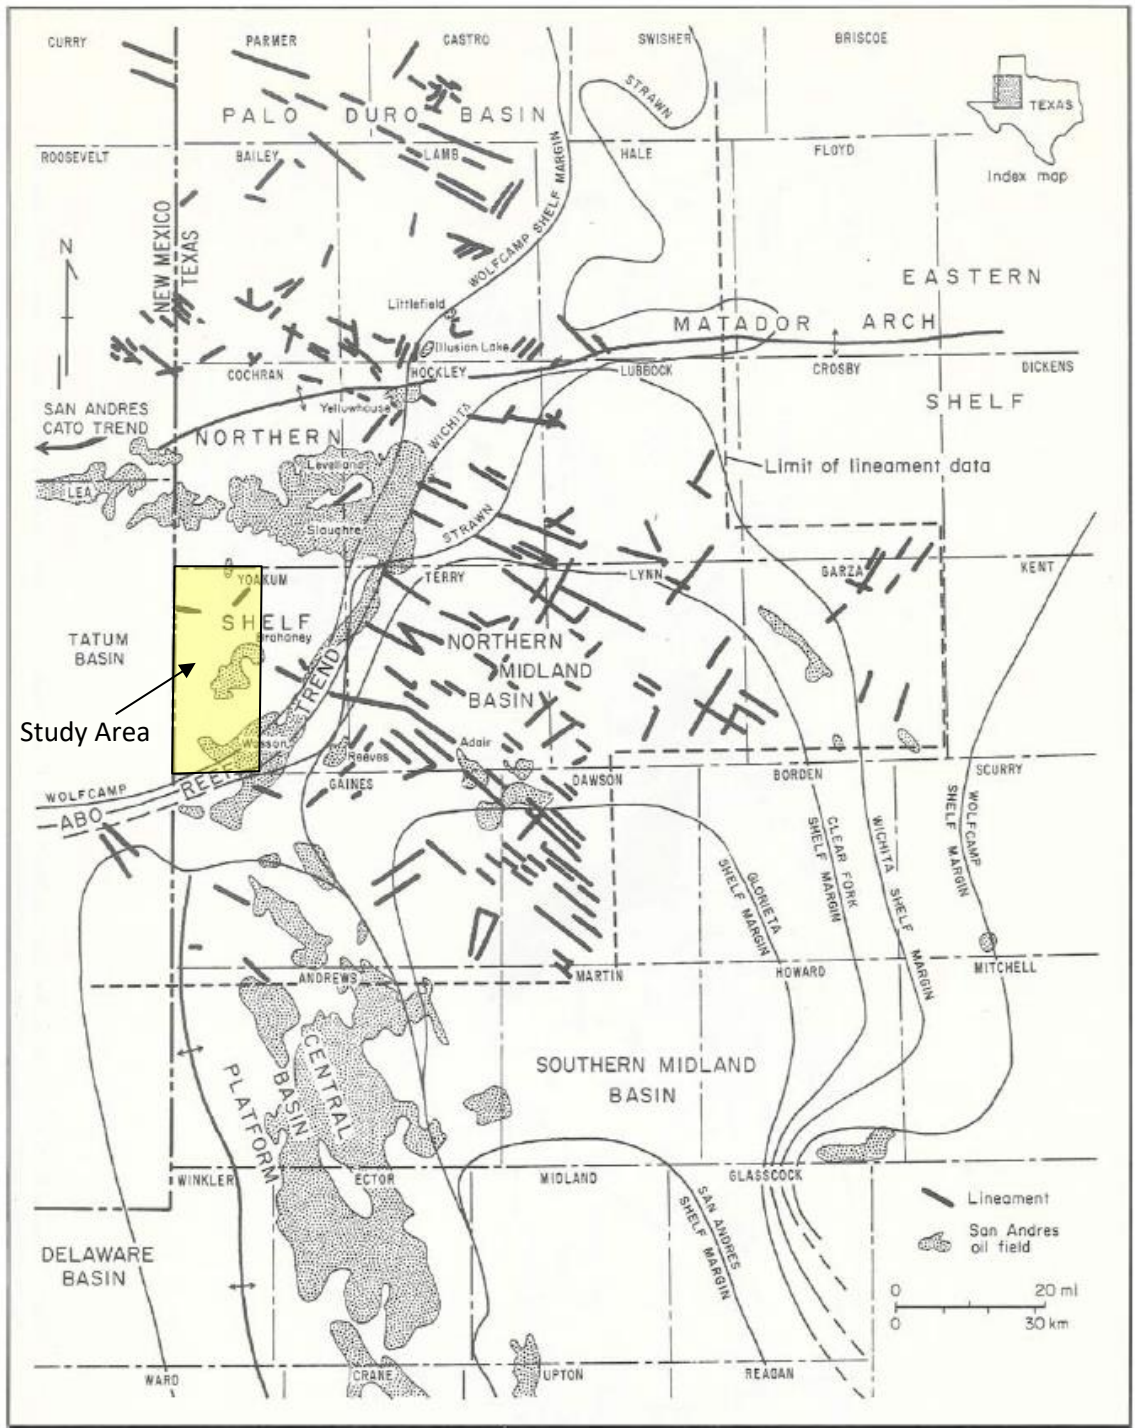 CURRY
PARMER
CASTRO
SWISHER
BRISCOE
STRAWN
TEXAS
Index map
PALO DURO BASIN
ROOSEVELT
BAILEY
LAMB
HALE
FLOYD
WOLFCAMP SHELF MARGIN
NEW MEXICO
TEXAS
N
EASTERN
Littlefield
MATADOR ARCH
Illusion Lake
COCHRAN
HOCKLEY
LUBBOCK
CROSBY
DICKENS
SHELF
Yellowhouse
SAN ANDRES
CATO TREND
NORTHERN
WICHITA
Levelland
Limit of lineament data
LEA
Slaughre
STRAWN
YOAKUM
TERRY
LYNN
GARZA
KENT
SHELF
Brahaney
TATUM
BASIN
NORTHERN
MIDLAND
BASIN
TREND
Study Area
Wasson
Reeves
Adair
REEF
GAINES
DAWSON
BORDEN
SCURRY
WOLFCAMP
ABO
CLEAR FORK
SHELF MARGIN
WICHITA SHELF MARGIN
WOLFCAMP
SHELF MARGIN
GLORIETA
SHELF MARGIN
ANDREWS
MARTIN
HOWARD
MITCHELL
CENTRAL
BASIN
PLATFORM
SOUTHERN MIDLAND
BASIN
WINKLER
ECTOR
MIDLAND
GLASSCOCK
SAN ANDRES
SHELF MARGIN
Lineament
San Andres
oil field
DELAWARE
BASIN
0 20 mi
0 30 km
WARD
CRANE
UPTON
REAGAN